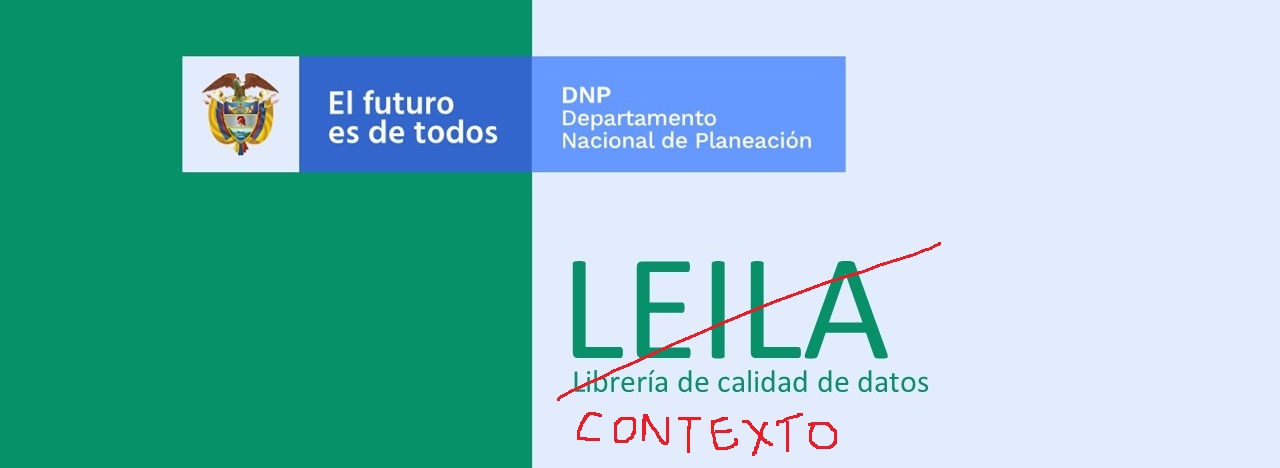 El futuro
es de todos
DNP
Departamento
Nacional de Planeación
LEILA
Librería de calidad de datos
CONTEXTO